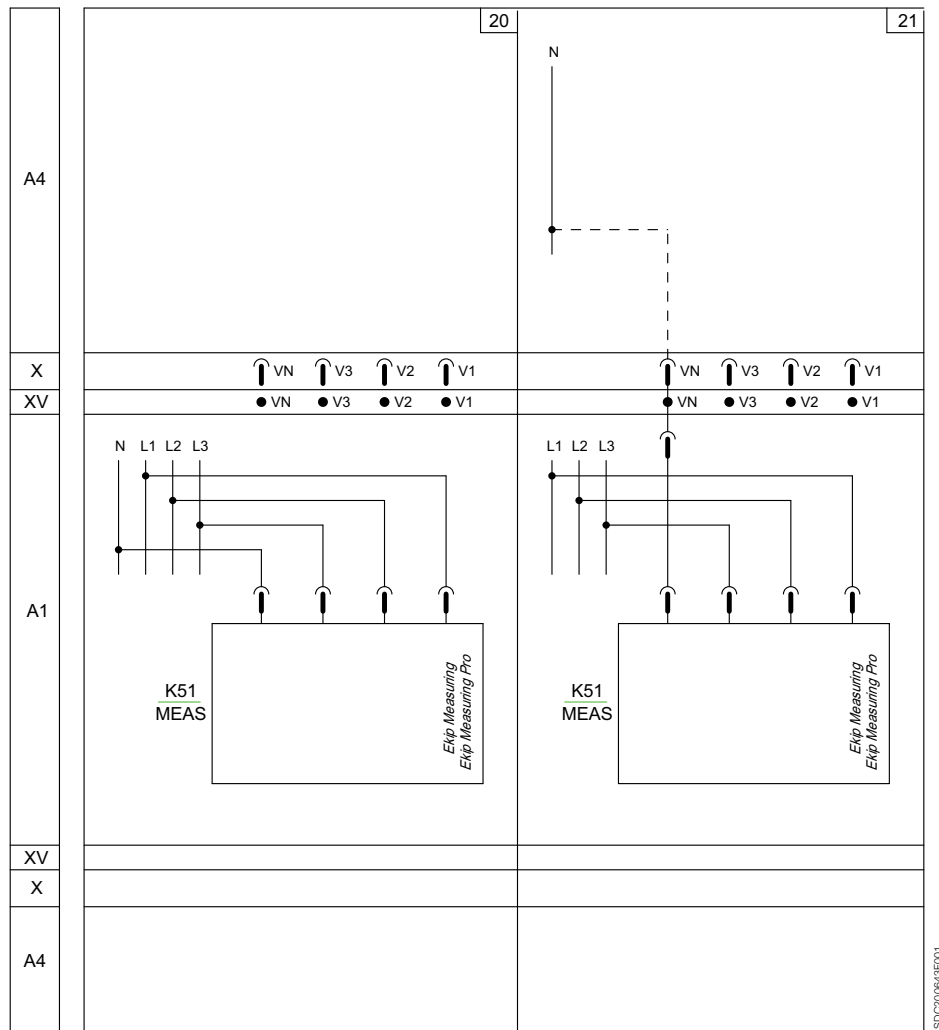 20
21
N
A4
X
VN V3 V2 V1
VN V3 V2 V1
XV
VN V3 V2 V1
VN V3 V2 V1
N L1 L2 L3
L1 L2 L3
A1
K51
MEAS
Ekip Measuring
Ekip Measuring Pro
K51
MEAS
Ekip Measuring
Ekip Measuring Pro
XV
X
A4